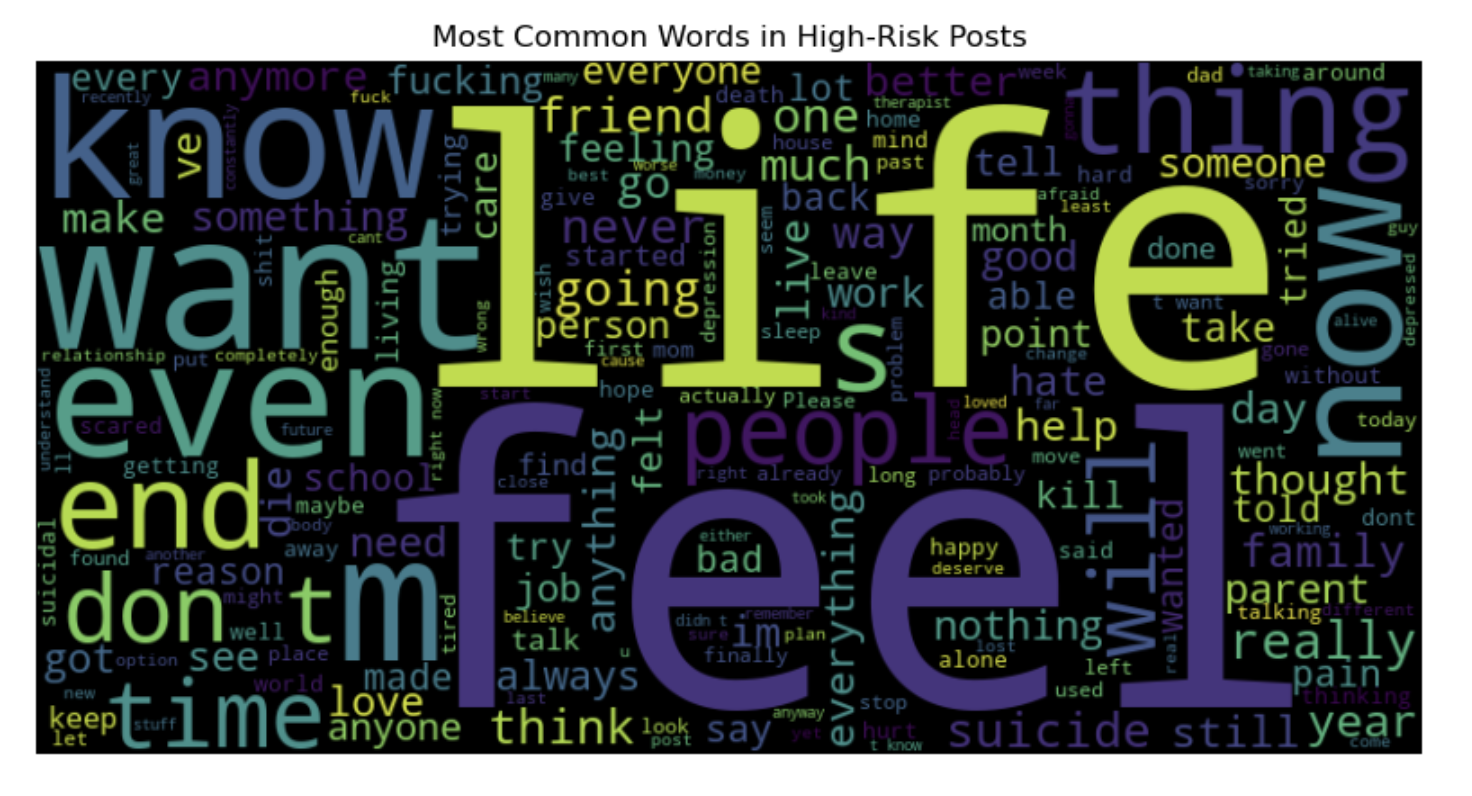 Most Common Words in High-Risk Posts
every anymore fucking many everyone death lot better week dad taking around
recently fuck friend one therapist gonna
know life thing
great constantly ve trying care feeling worse best money house home mind past much tell hard someone sorry
give go afraid least
make something never back way month good done tried now guy
cant started seem leave live able t want
want shit enough living wrong wish going depression work take alive depressed
relationship put completely person sleep kind s problem point change gone
first mom cause hate without
even start hope actually Please loved far day today
understand scared future right now felt people head help
ll getting school find close right already long probably move went thought
end die maybe feel took kill will told dont
suicidal body away need anything either bad said wanted working family
found another reason try everything happy deserve parent
might job believe didn t remember talking different
don t m tired talk sure im plan nothing real really
well finally alone lost left
got option see place made always u used pain
new world love last stop thinking
time keep stuff anyone think look say anyway yet hurt suicide still year
let post t know come